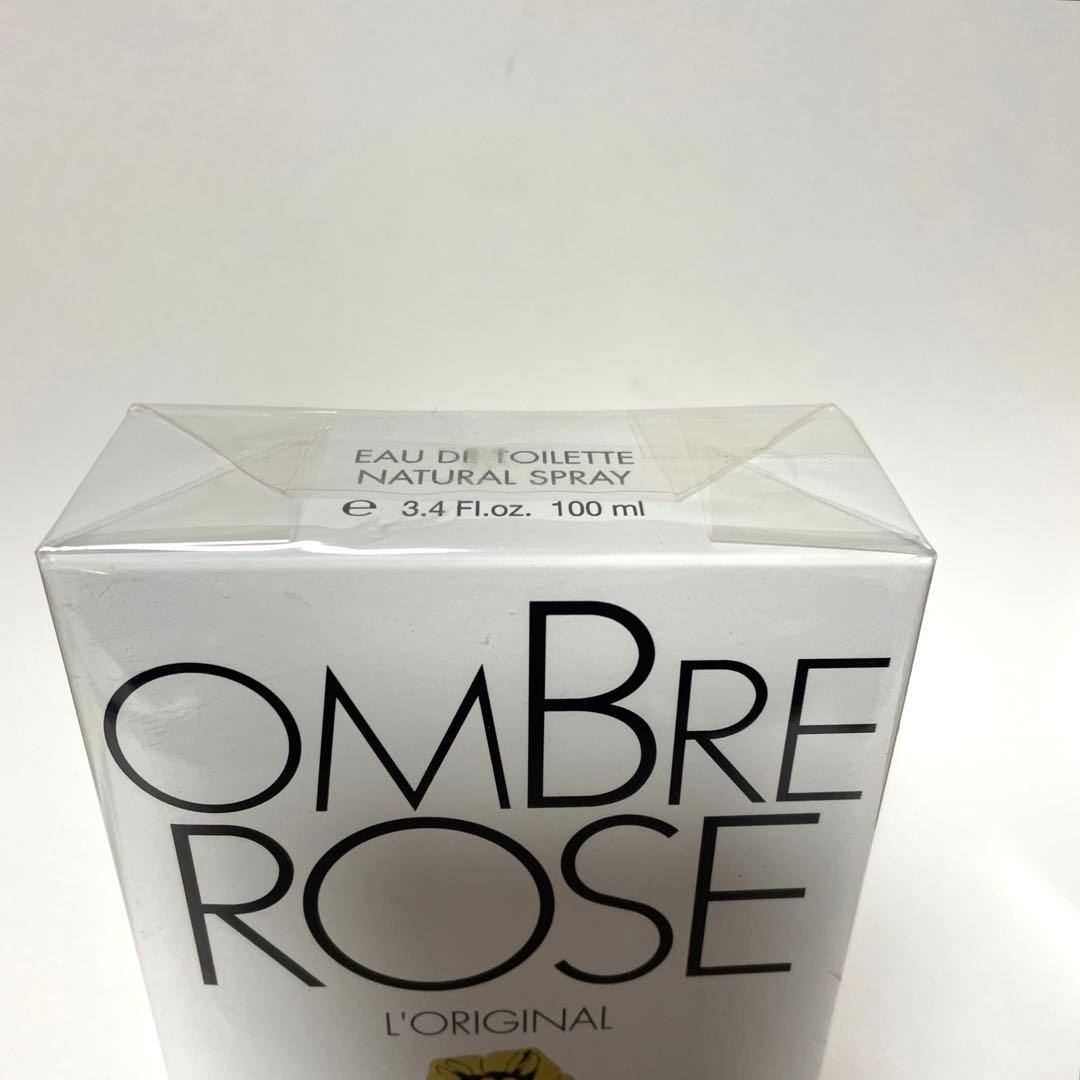 EAU DE TOILETTE
NATURAL SPRAY
℮ 3.4 Fl.oz. 100 ml
OMBRE
ROSE
L'ORIGINAL